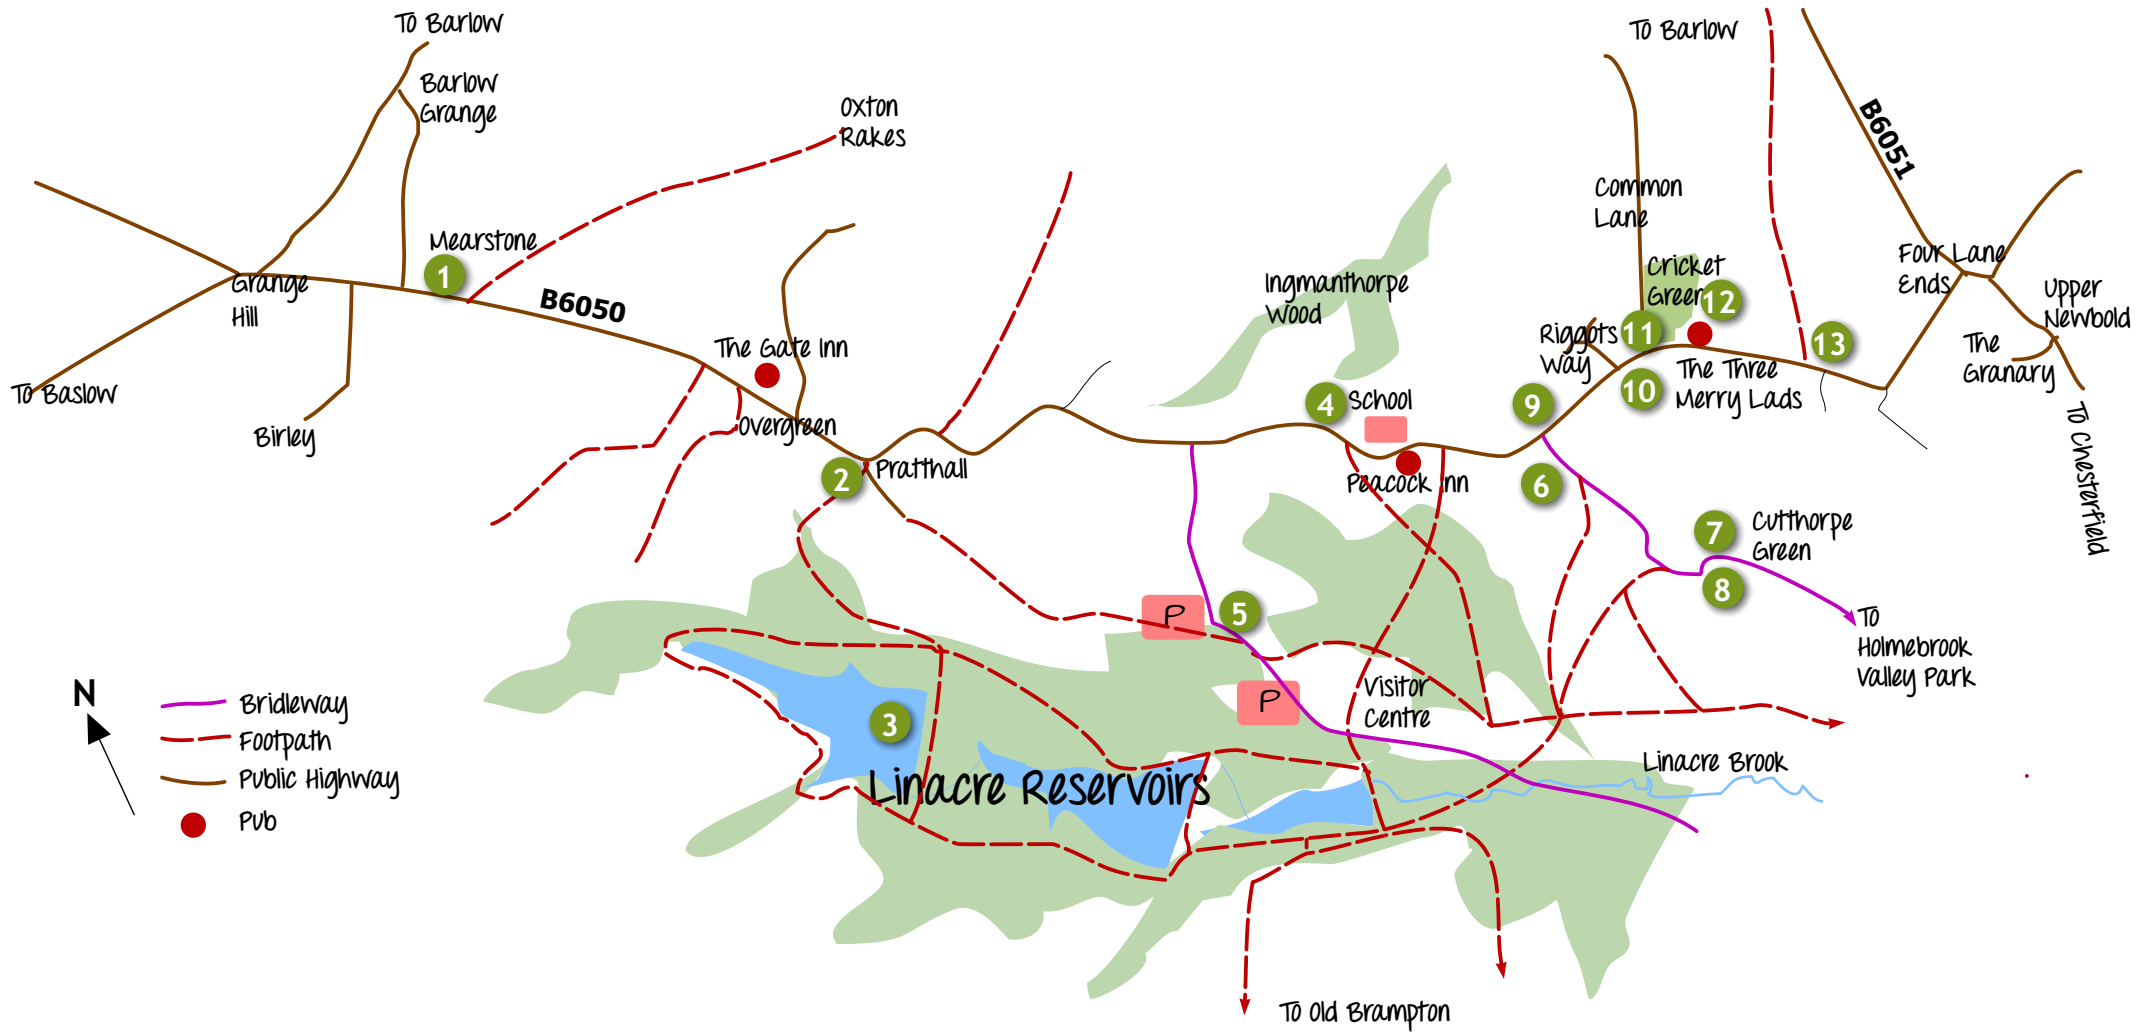 To Barlow
Barlow
Grange
Oxton
Rakes
To Barlow
B6051
Common
Lane
Mearstone
1
Grange
Hill
B6050
Ingmanthorpe
Wood
Cricket
Green
12
Four Lane
Ends
Upper
Newbold
The Gate Inn
Riggots
Way
11
13
The
Granary
To Baslow
Birley
Overgreen
4
School
9
10
The Three
Merry Lads
To Chesterfield
2
Pratthall
Peacock Inn
6
7
Cutthorpe
Green
8
P
5
To
Holmebrook
Valley Park
N
Bridleway
Footpath
Public Highway
Pub
P
Visitor
Centre
3
Linacre Reservoirs
Linacre Brook
To Old Brampton